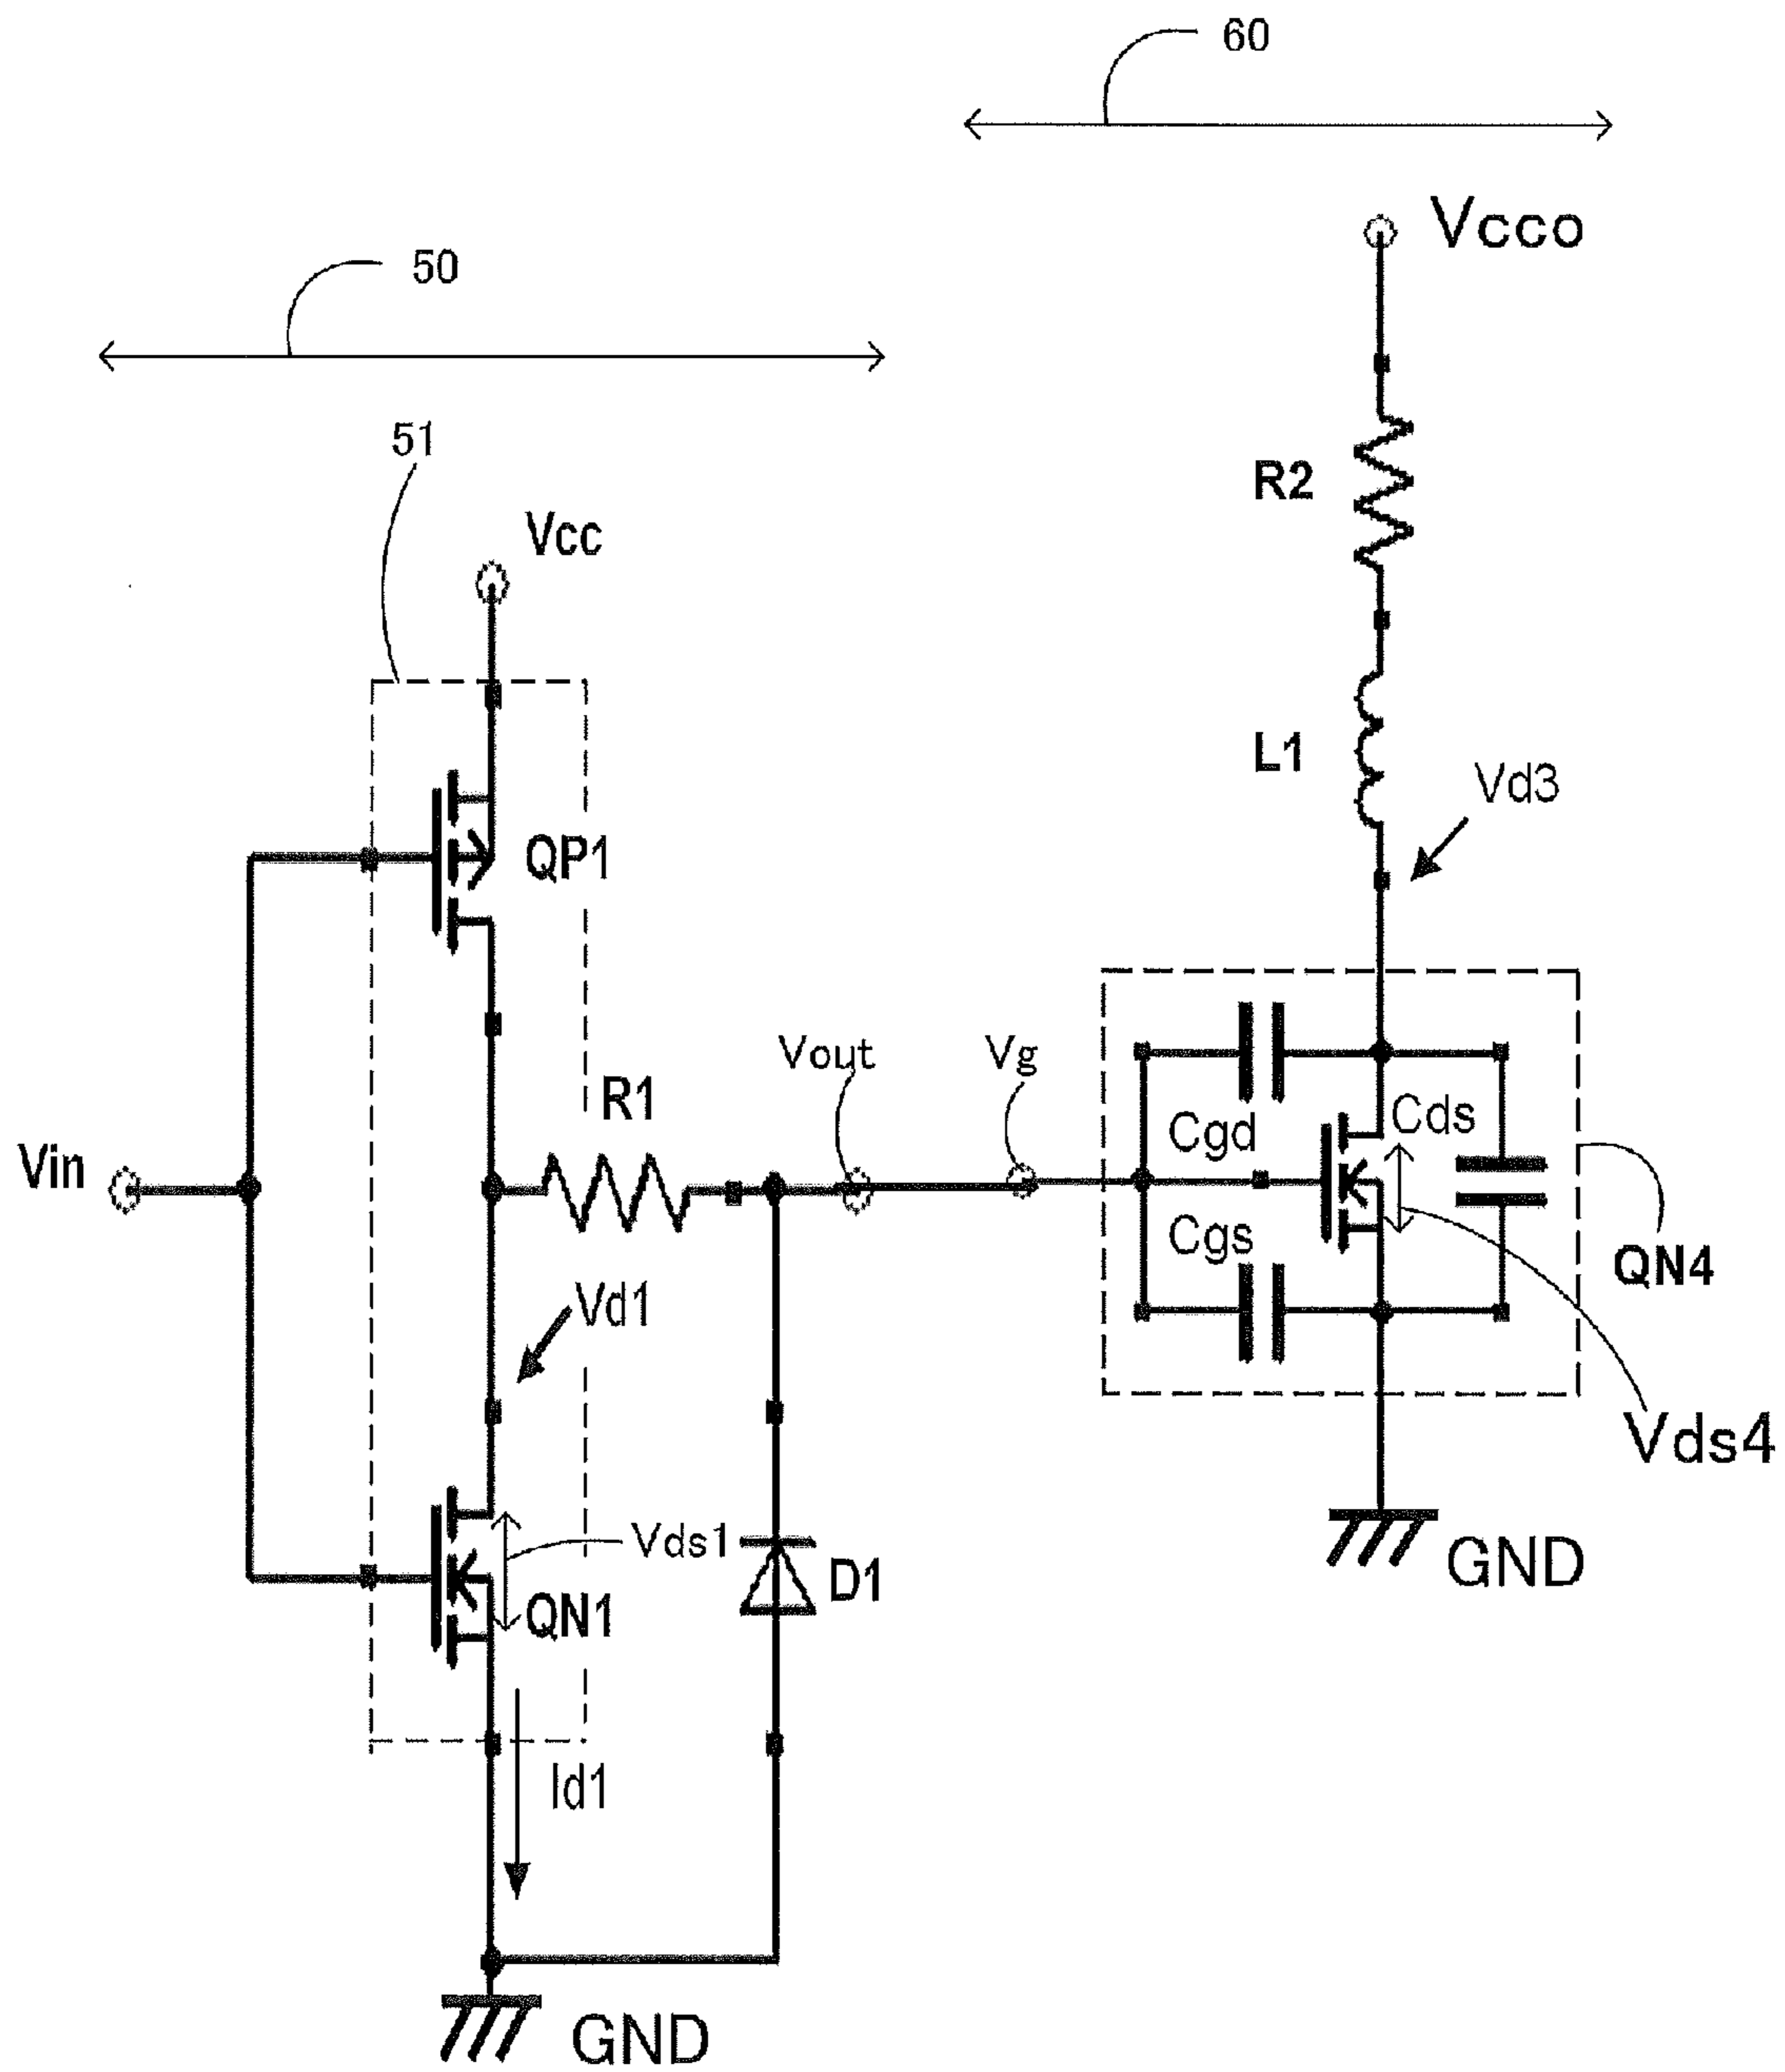 60
Vcco
50
51
R2
Vcc
L1
Vd3
QP1
Vout
Vg
R1
Cds
Cgd
Vin
Cgs
QN4
Vd1
Vds4
Vds1
GND
D1
QN1
Id1
GND